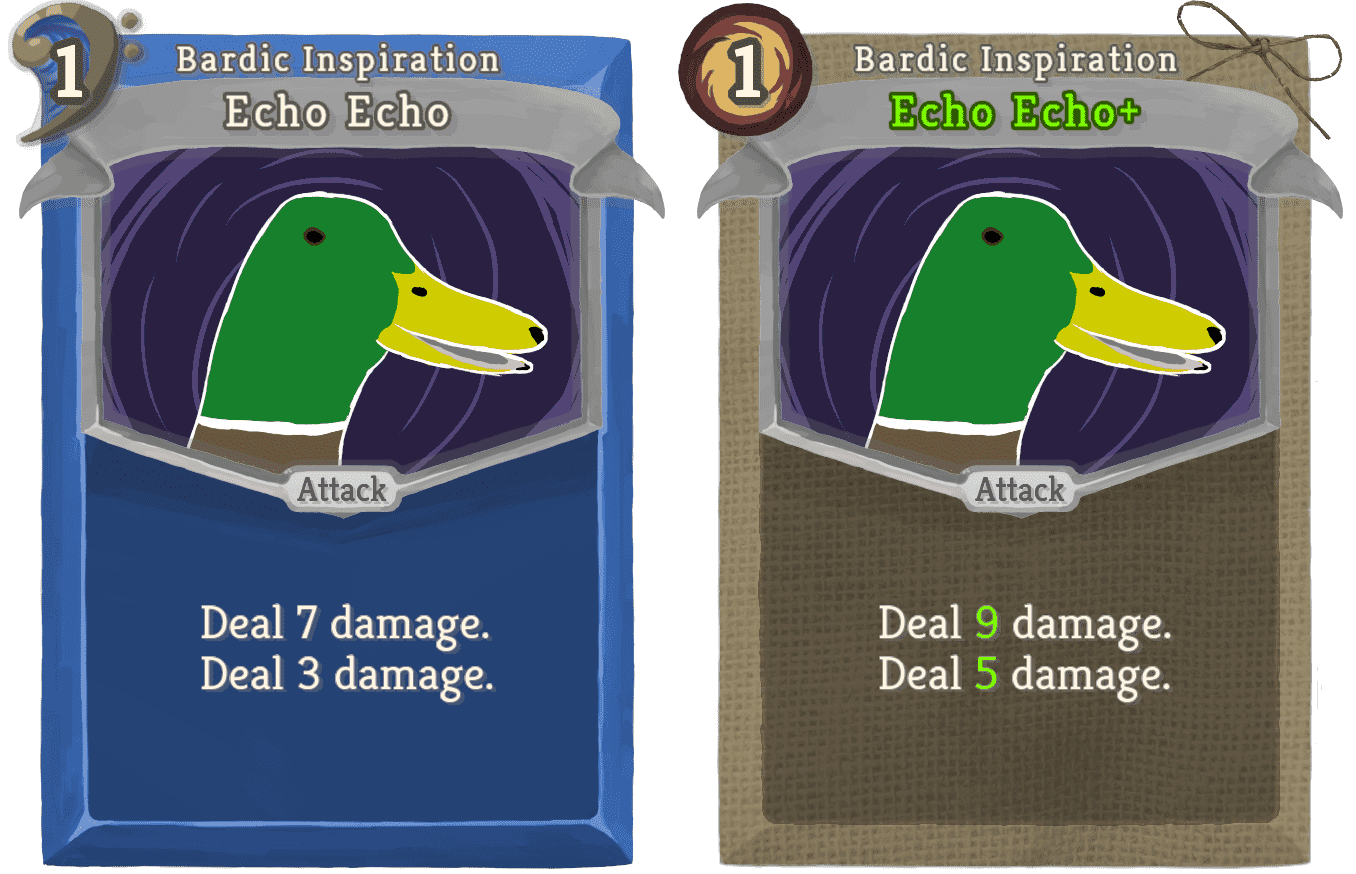 1
Bardic Inspiration
Echo Echo
Attack
Deal 7 damage.
Deal 3 damage.
1
Bardic Inspiration
Echo Echo+
Attack
Deal 9 damage.
Deal 5 damage.